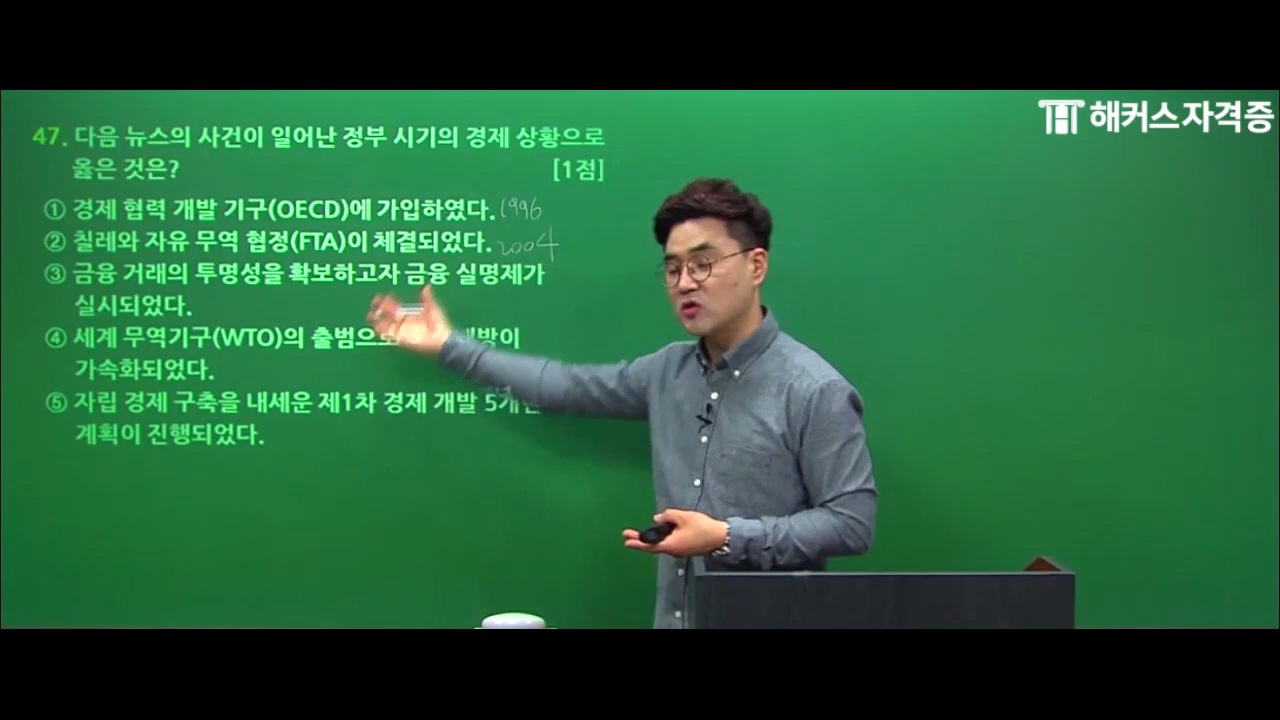 해커스자격증
47. 다음 뉴스의 사건이 일어난 정부 시기의 경제 상황으로
옳은 것은? [1점]
① 경제 협력 개발 기구(OECD)에 가입하였다. 1996
② 칠레와 자유 무역 협정(FTA)이 체결되었다. 2004
③ 금융 거래의 투명성을 확보하고자 금융 실명제가
실시되었다.
④ 세계 무역기구(WTO)의
가속화되었다.
⑤ 자립 경제 구축을 내세운 제1차 경제 개발
계획이 진행되었다.